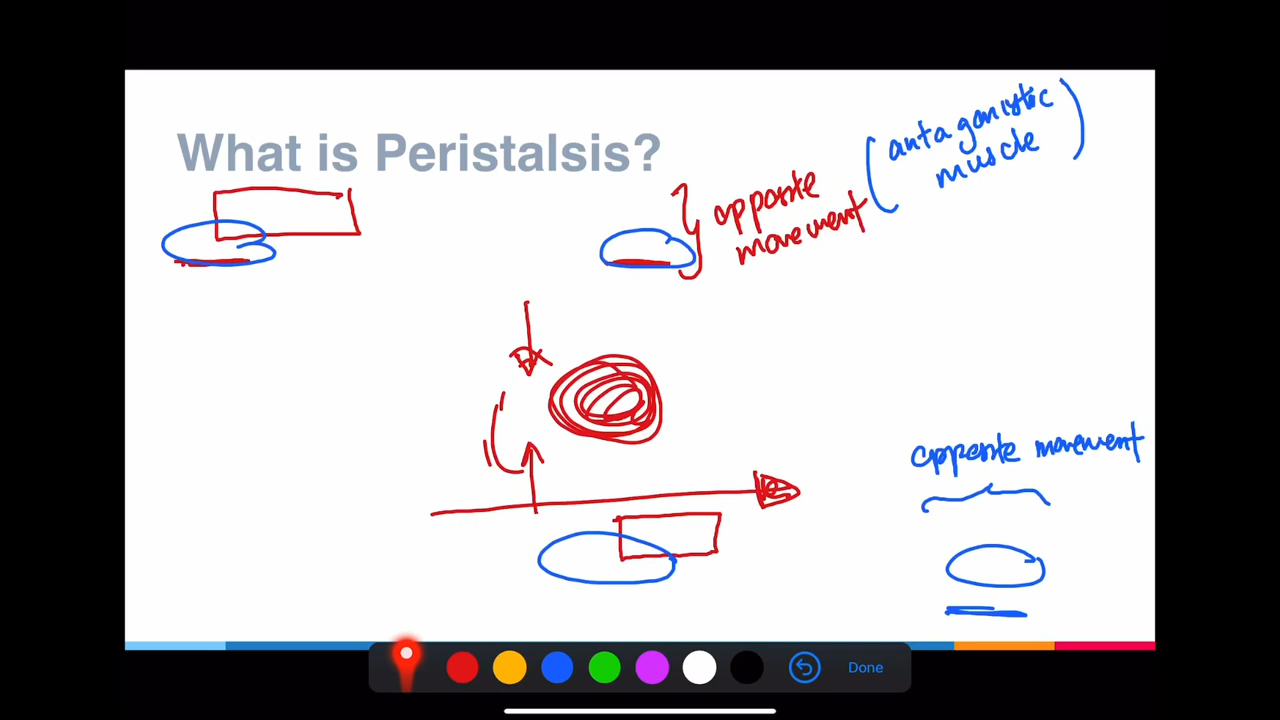 What is Peristalsis?
(antagonistic
muscle)
opposite
movement
opposite movement
Done